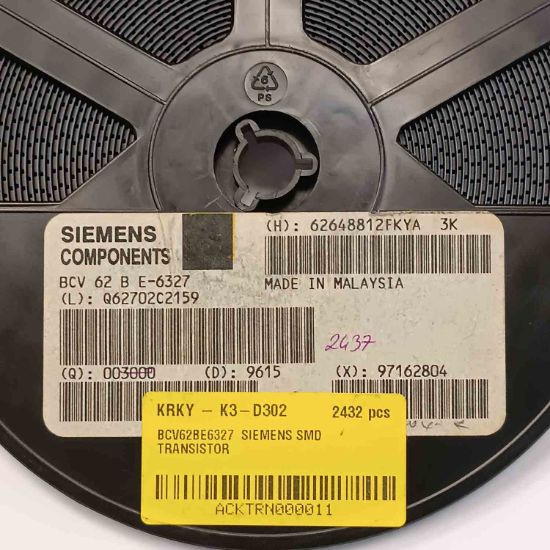 6
PS
SIEMENS
COMPONENTS
(H): 62648812FKYA 3K
BCV 62 B E-6327
MADE IN MALAYSIA
(L): Q62702C2159
2437
(Q): 003000
(D): 9615
(X): 97162804
KRKY - K3-D302
2432 pcs
BCV62BE6327 SIEMENS SMD
TRANSISTOR
ACKTRN000011